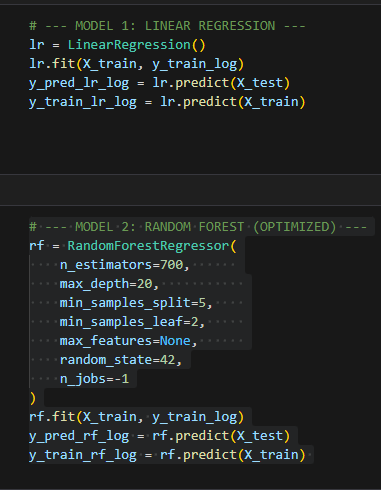 # --- MODEL 1: LINEAR REGRESSION ---
lr = LinearRegression()
lr.fit(X_train, y_train_log)
y_pred_lr_log = lr.predict(X_test)
y_train_lr_log = lr.predict(X_train)
# --- MODEL 2: RANDOM FOREST (OPTIMIZED) ---
rf = RandomForestRegressor(
    n_estimators=700,
    max_depth=20,
    min_samples_split=5,
    min_samples_leaf=2,
    max_features=None,
    random_state=42,
    n_jobs=-1
)
rf.fit(X_train, y_train_log)
y_pred_rf_log = rf.predict(X_test)
y_train_rf_log = rf.predict(X_train)